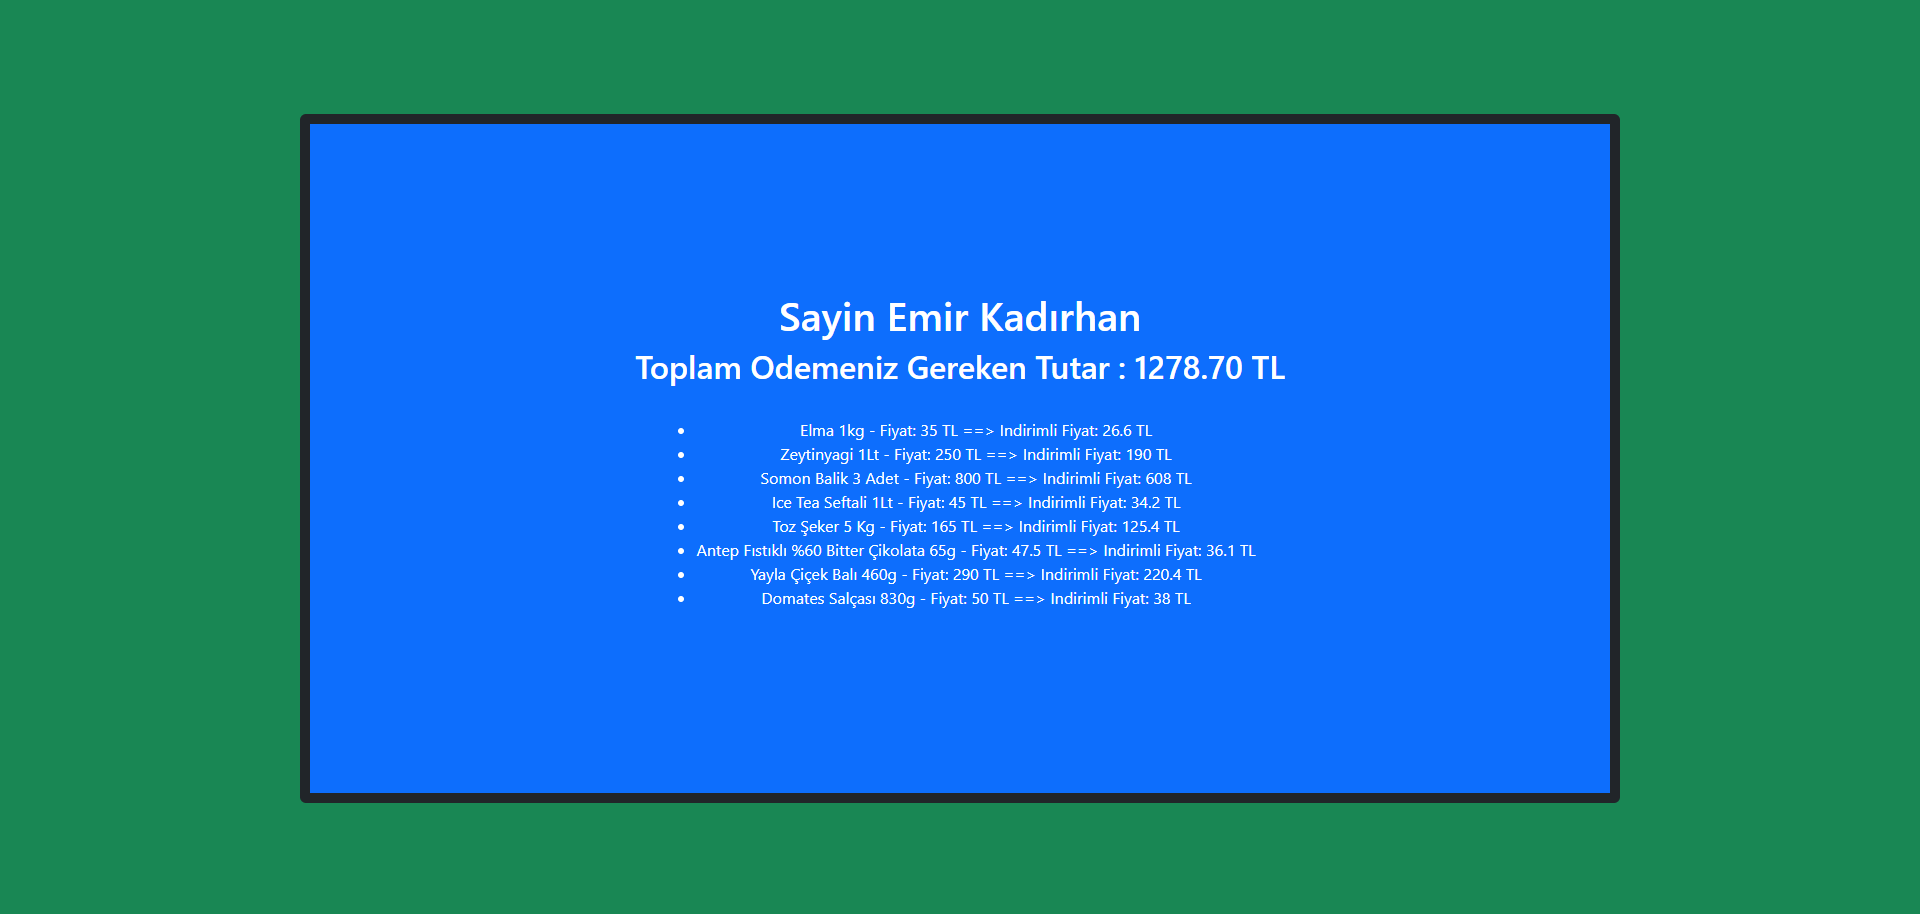 Sayin Emir Kadırhan
Toplam Odemeniz Gereken Tutar : 1278.70 TL
• Elma 1kg - Fiyat: 35 TL ==> Indirimli Fiyat: 26.6 TL
• Zeytinyagi 1Lt - Fiyat: 250 TL ==> Indirimli Fiyat: 190 TL
• Somon Balik 3 Adet - Fiyat: 800 TL ==> Indirimli Fiyat: 608 TL
• Ice Tea Seftali 1Lt - Fiyat: 45 TL ==> Indirimli Fiyat: 34.2 TL
• Toz Şeker 5 Kg - Fiyat: 165 TL ==> Indirimli Fiyat: 125.4 TL
• Antep Fıstıklı %60 Bitter Çikolata 65g - Fiyat: 47.5 TL ==> Indirimli Fiyat: 36.1 TL
• Yayla Çiçek Balı 460g - Fiyat: 290 TL ==> Indirimli Fiyat: 220.4 TL
• Domates Salçası 830g - Fiyat: 50 TL ==> Indirimli Fiyat: 38 TL